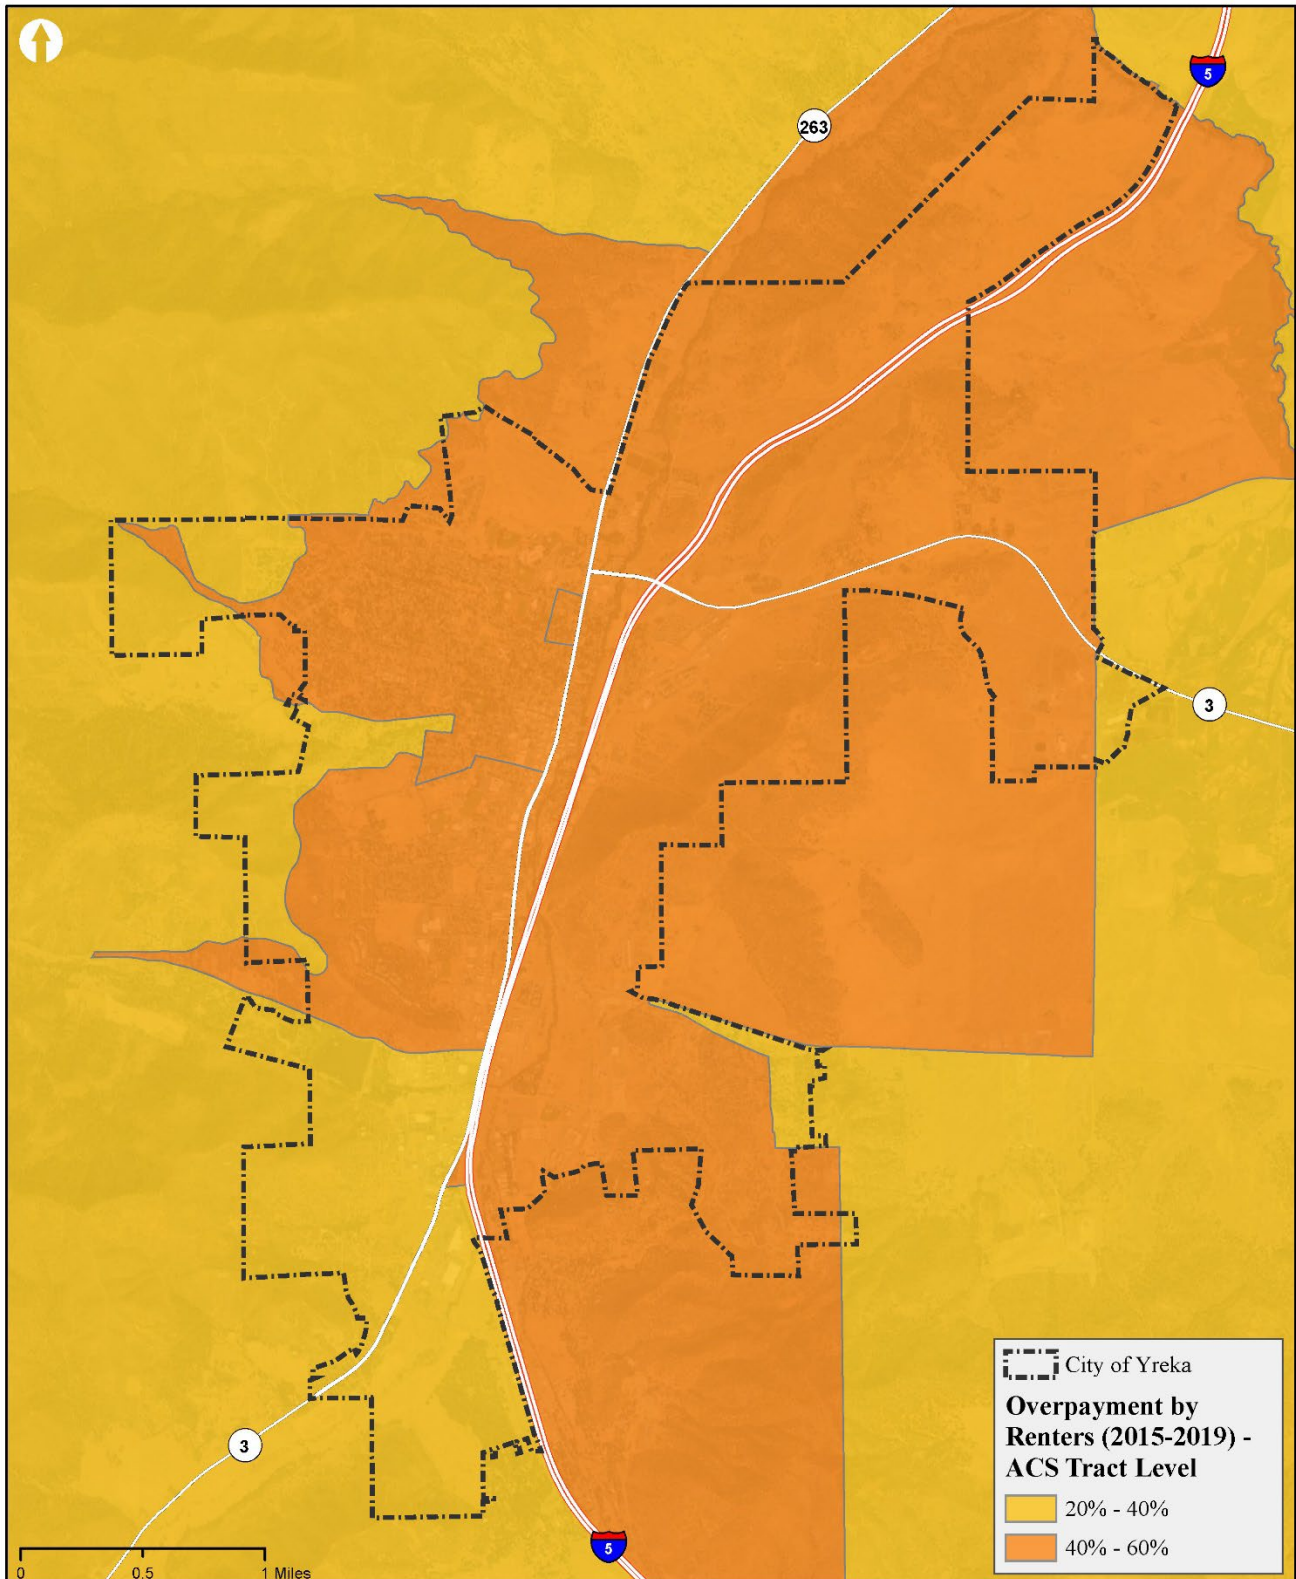 5
263
3
3
5
0
0.5
1 Miles
City of Yreka
Overpayment by
Renters (2015-2019) -
ACS Tract Level
20% - 40%
40% - 60%